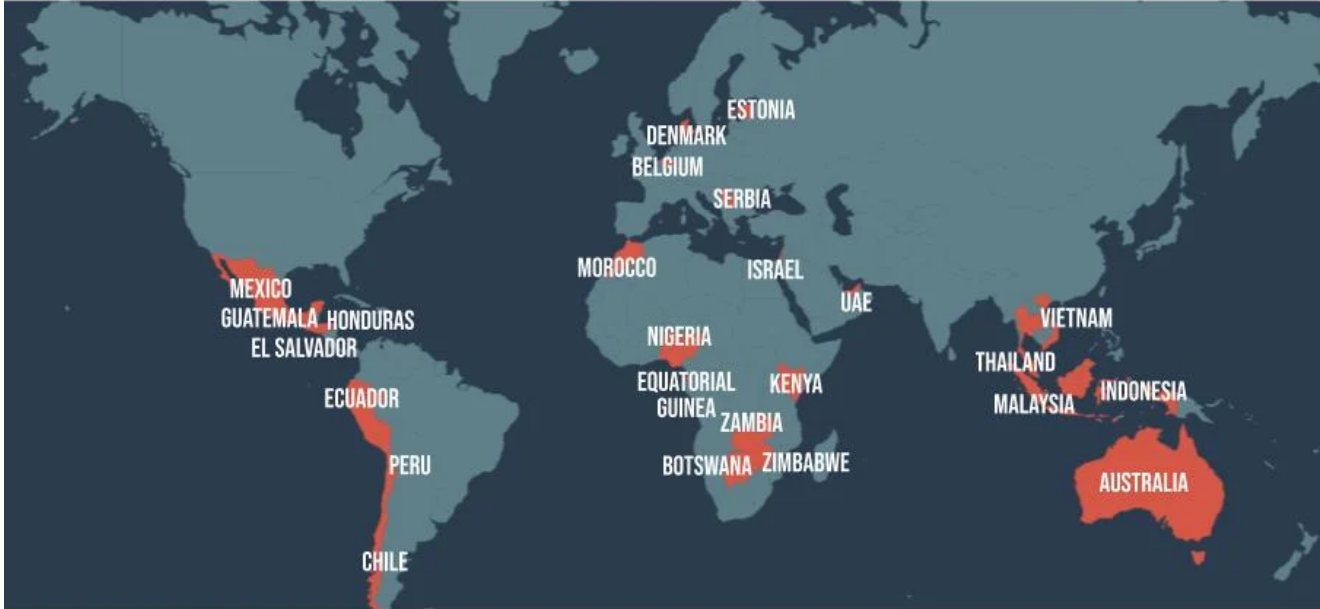 ESTONIA
DENMARK
BELGIUM
SERBIA
MOROCCO
ISRAEL
UAE
MEXICO
GUATEMALA
HONDURAS
EL SALVADOR
NIGERIA
VIETNAM
THAILAND
EQUATORIAL
GUINEA
KENYA
ECUADOR
MALAYSIA
INDONESIA
ZAMBIA
PERU
BOTSWANA
ZIMBABWE
AUSTRALIA
CHILE